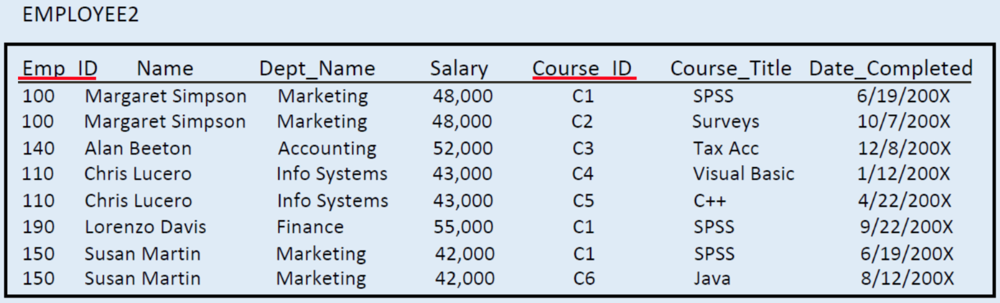 EMPLOYEE2
Emp_ID Name Dept_Name Salary Course_ID Course_Title Date_Completed
100 Margaret Simpson Marketing 48,000 C1 SPSS 6/19/200X
100 Margaret Simpson Marketing 48,000 C2 Surveys 10/7/200X
140 Alan Beeton Accounting 52,000 C3 Tax Acc 12/8/200X
110 Chris Lucero Info Systems 43,000 C4 Visual Basic 1/12/200X
110 Chris Lucero Info Systems 43,000 C5 C++ 4/22/200X
190 Lorenzo Davis Finance 55,000 C1 SPSS 9/22/200X
150 Susan Martin Marketing 42,000 C1 SPSS 6/19/200X
150 Susan Martin Marketing 42,000 C6 Java 8/12/200X